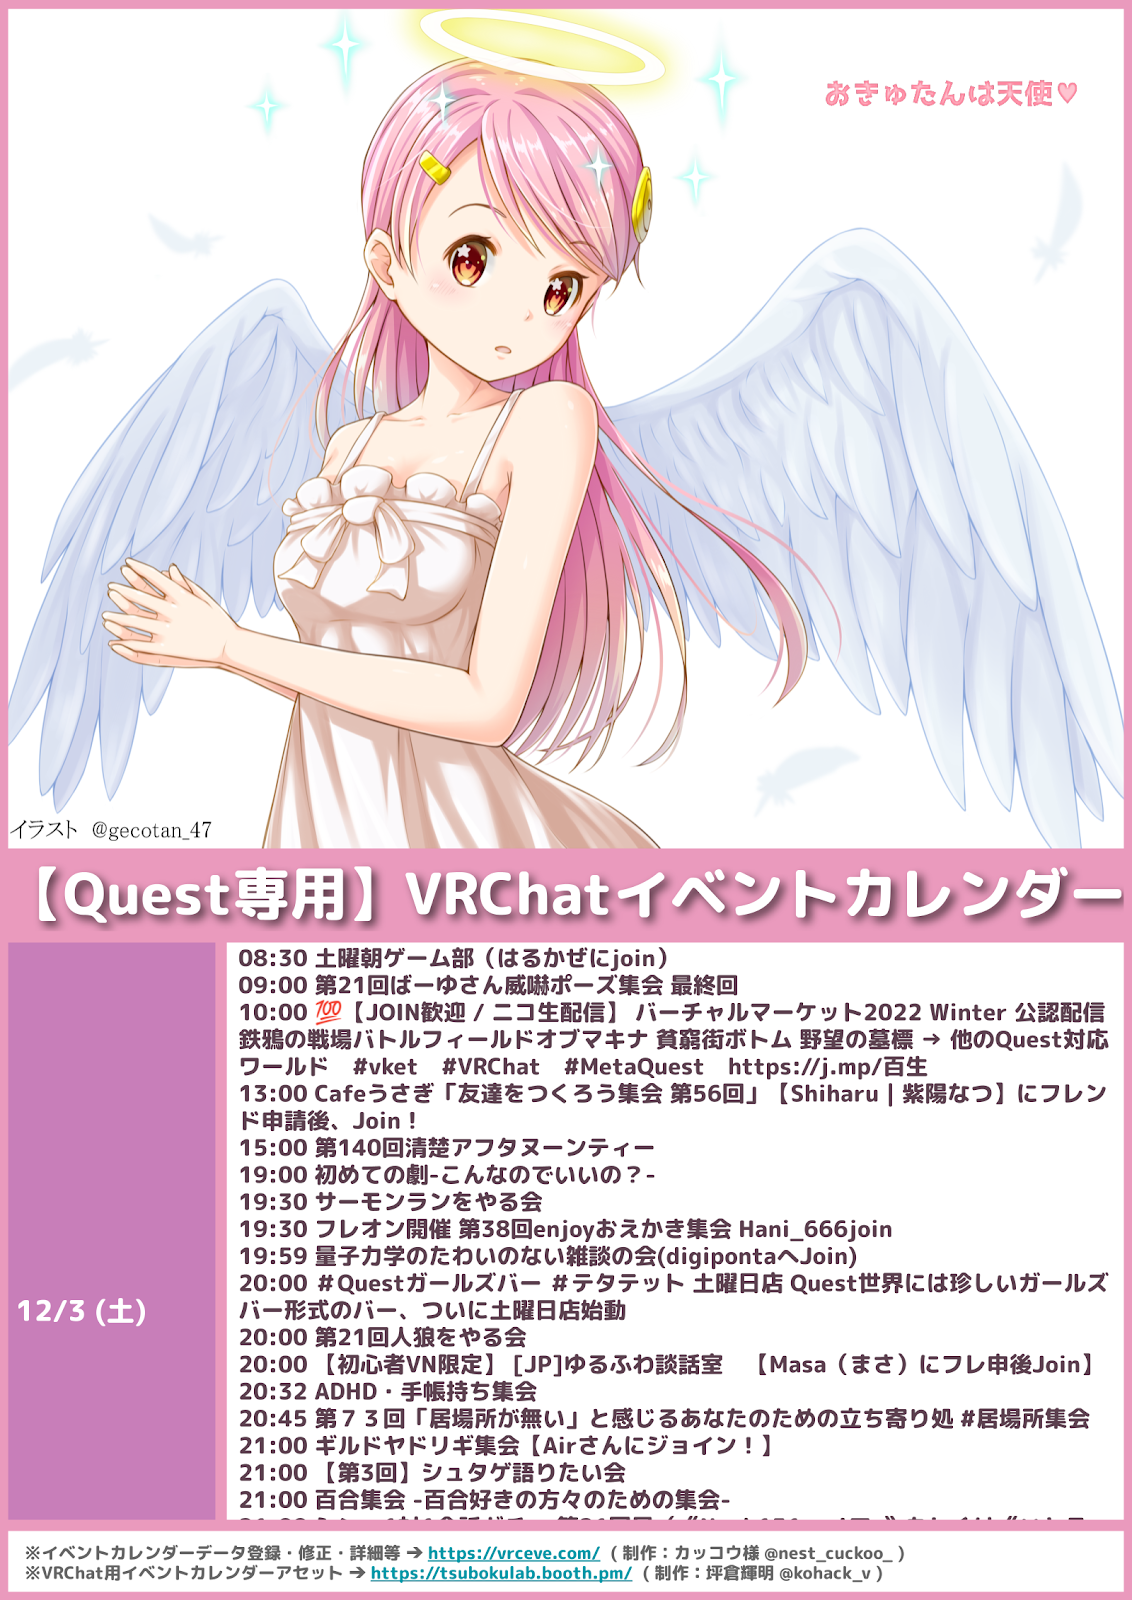 おきゅたんは天使♥
イラスト @gecotan_47
【Quest専用】VRChatイベントカレンダー
12/3 (土)
08:30 土曜朝ゲーム部（はるかぜにjoin）
09:00 第21回ばーゆさん威嚇ポーズ集会 最終回
10:00 💯【JOIN歓迎 / ニコ生配信】 バーチャルマーケット2022 Winter 公認配信
鉄鴉の戦場バトルフィールドオブマキナ 貧窮街ボトム 野望の墓標 → 他のQuest対応
ワールド #vket #VRChat #MetaQuest https://j.mp/百生
13:00 Cafeうさぎ「友達をつくろう集会 第56回」【Shiharu | 紫陽なつ】にフレン
ド申請後、Join！
15:00 第140回清楚アフタヌーンティー
19:00 初めての劇-こんなのでいいの？-
19:30 サーモンランをやる会
19:30 フレオン開催 第38回enjoyおえかき集会 Hani_666join
19:59 量子力学のたわいのない雑談の会(digipontaへJoin)
20:00 ＃Questガールズバー ＃テタテット 土曜日店 Quest世界には珍しいガールズ
バー形式のバー、ついに土曜日店始動
20:00 第21回人狼をやる会
20:00 【初心者VN限定】 [JP]ゆるふわ談話室 【Masa（まさ）にフレ申後Join】
20:32 ADHD・手帳持ち集会
20:45 第７３回「居場所が無い」と感じるあなたのための立ち寄り処 #居場所集会
21:00 ギルドヤドリギ集会【Airさんにジョイン！】
21:00 【第3回】シュタゲ語りたい会
21:00 百合集会 -百合好きの方々のための集会-
※イベントカレンダーデータ登録・修正・詳細等 → https://vrceve.com/ ( 制作：カッコウ様 @nest_cuckoo_ )
※VRChat用イベントカレンダーアセット → https://tsubokulab.booth.pm/ ( 制作：坪倉輝明 @kohack_v )